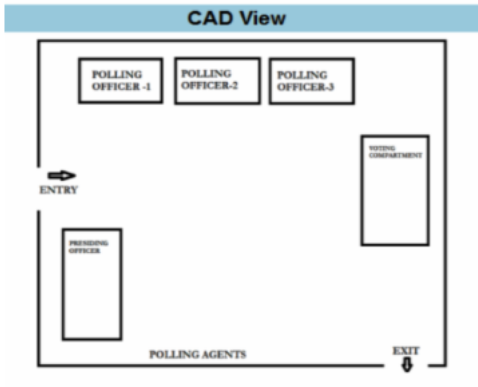 CAD View
POLLING
OFFICER -1
POLLING
OFFICER-2
POLLING
OFFICER-3
VOTING
COMPARTMENT
ENTRY
PRESIDING
OFFICER
POLLING AGENTS
EXIT